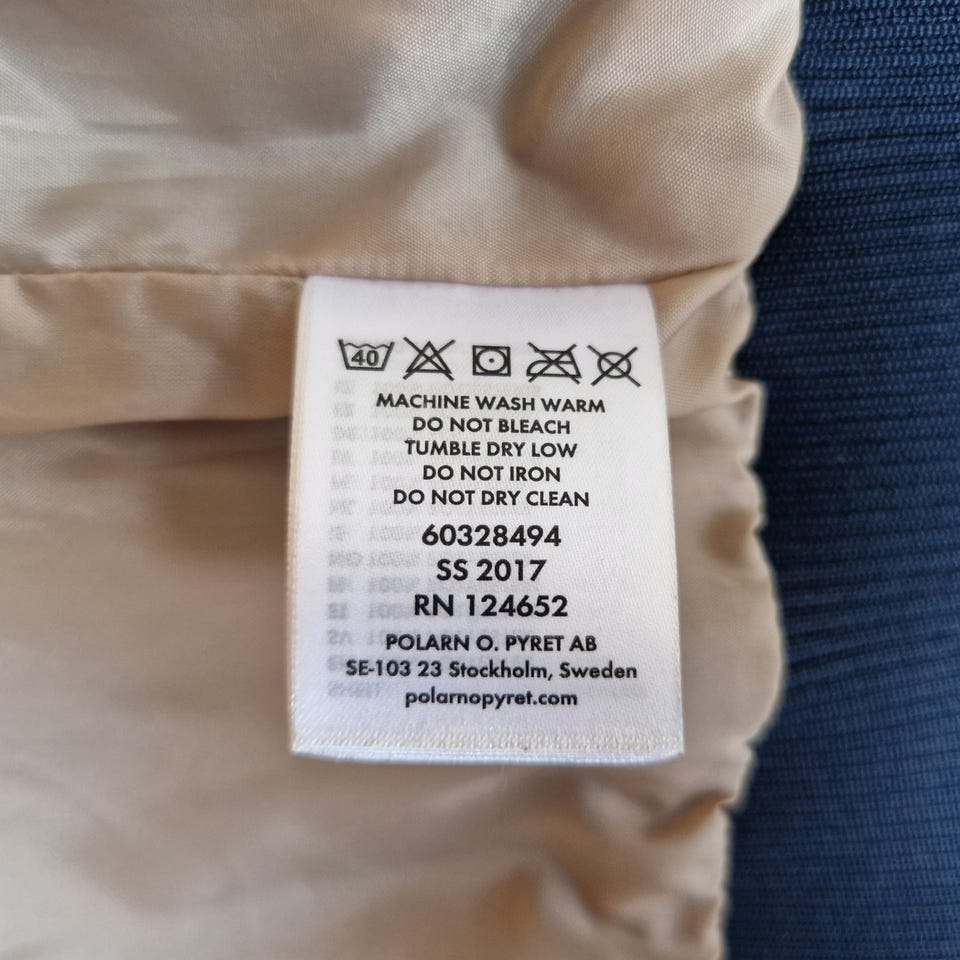 40
MACHINE WASH WARM
DO NOT BLEACH
TUMBLE DRY LOW
DO NOT IRON
DO NOT DRY CLEAN
60328494
SS 2017
RN 124652
POLARN O. PYRET AB
SE-103 23 Stockholm, Sweden
polarnopyret.com